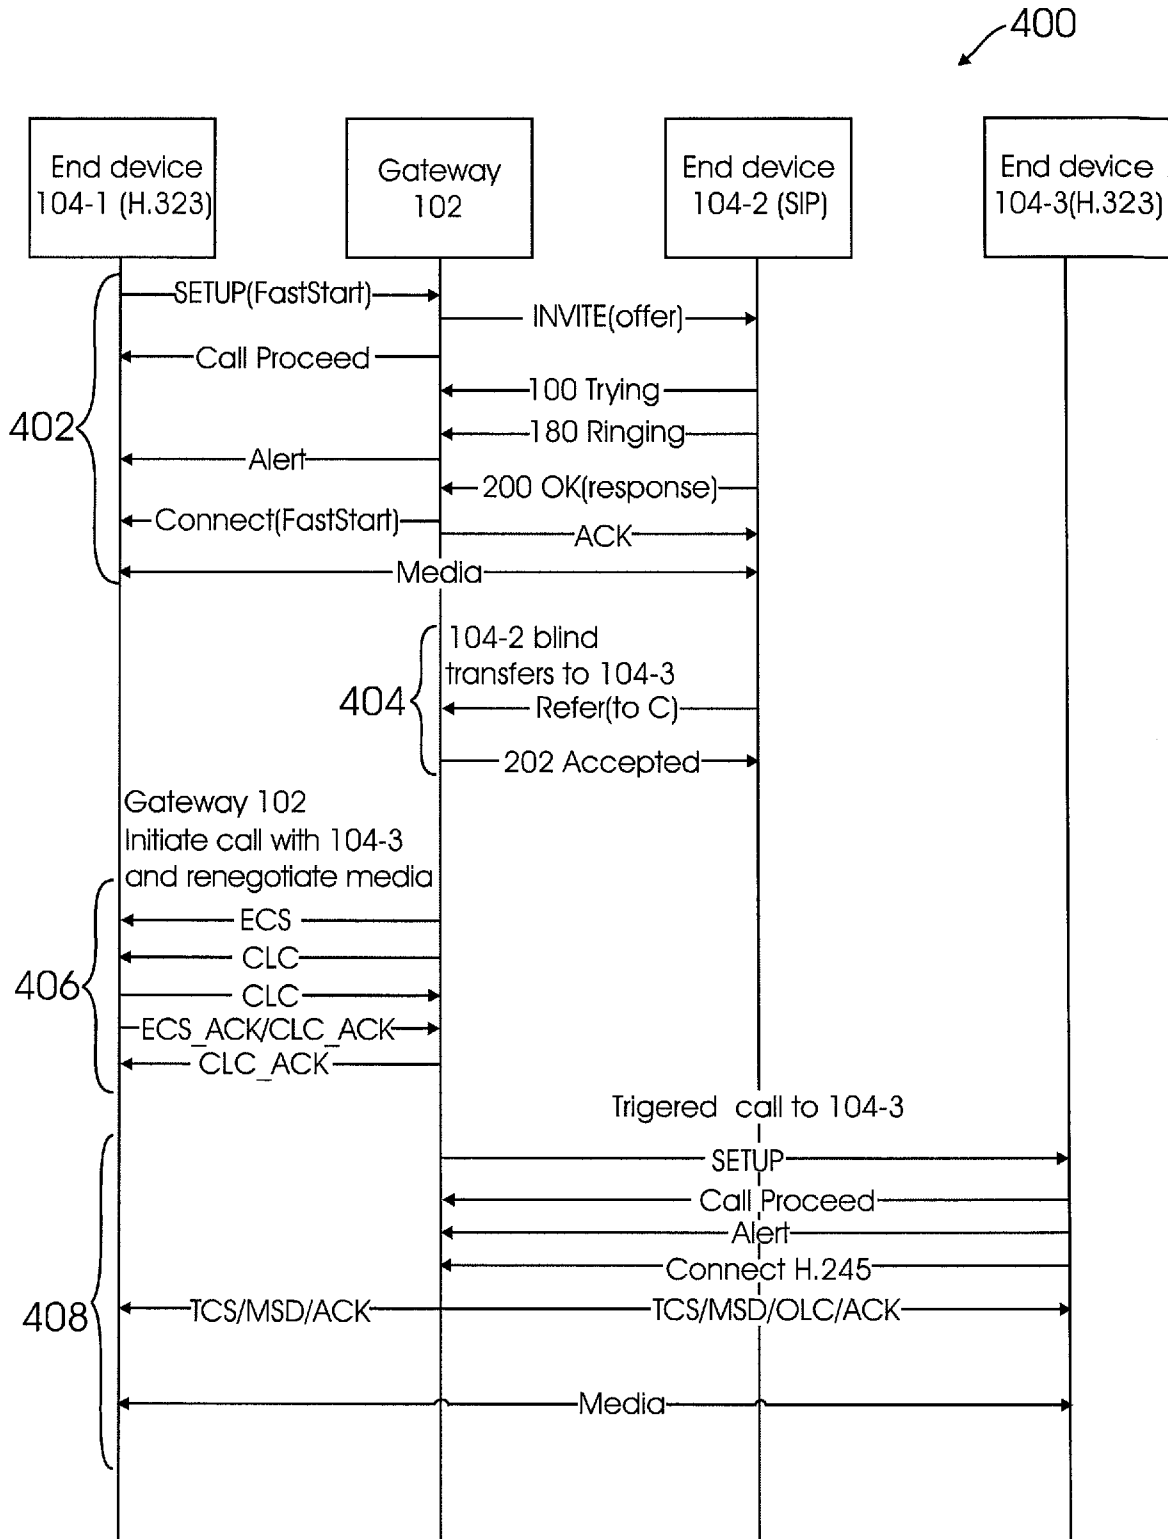 400
End device
104-1 (H.323)
Gateway
102
End device
104-2 (SIP)
End device
104-3(H.323)
SETUP(FastStart)
INVITE(offer)
Call Proceed
100 Trying
402
180 Ringing
Alert
200 OK(response)
Connect(FastStart)
ACK
Media
104-2 blind
transfers to 104-3
404
Refer(to C)
202 Accepted
Gateway 102
Initiate call with 104-3
and renegotiate media
ECS
CLC
406
CLC
ECS_ACK/CLC_ACK
CLC_ACK
Trigered call to 104-3
SETUP
Call Proceed
Alert
Connect H.245
408
TCS/MSD/ACK
TCS/MSD/OLC/ACK
Media